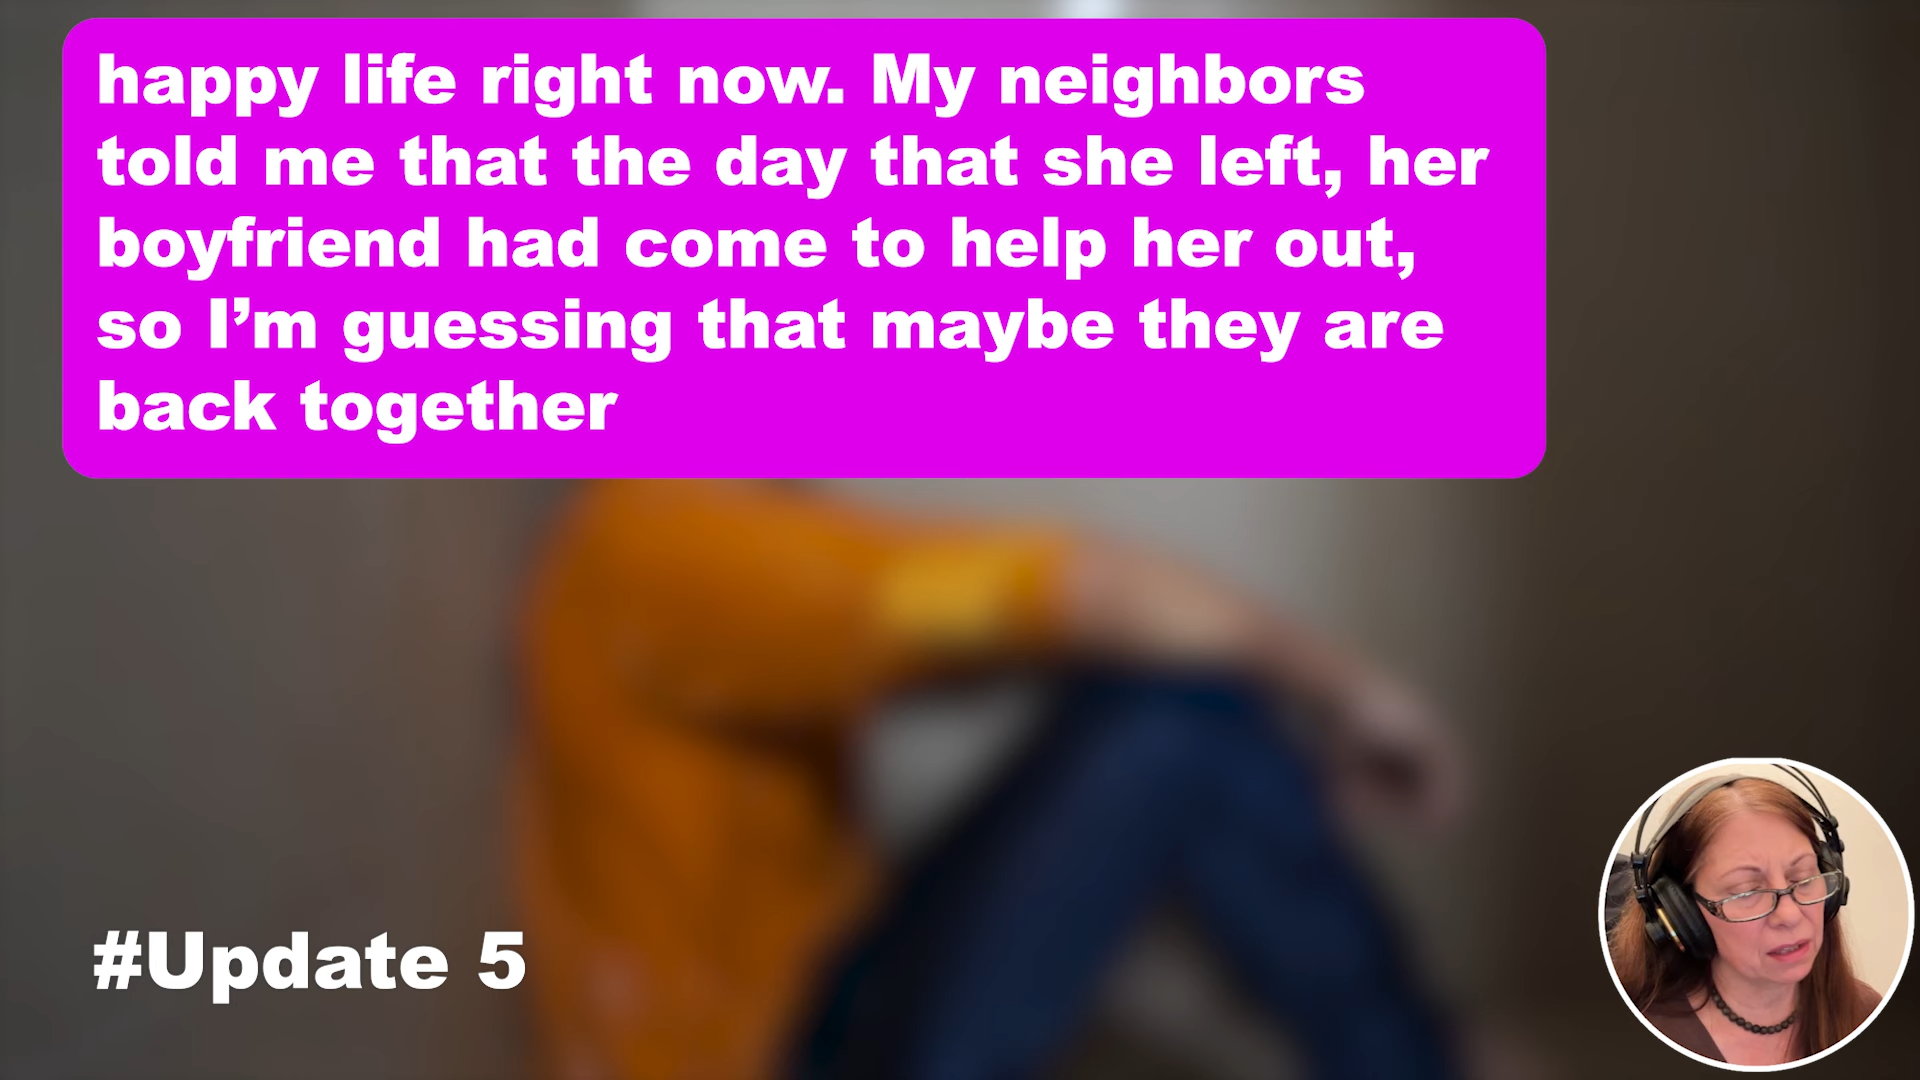 happy life right now. My neighbors
told me that the day that she left, her
boyfriend had come to help her out,
so I’m guessing that maybe they are
back together
#Update 5